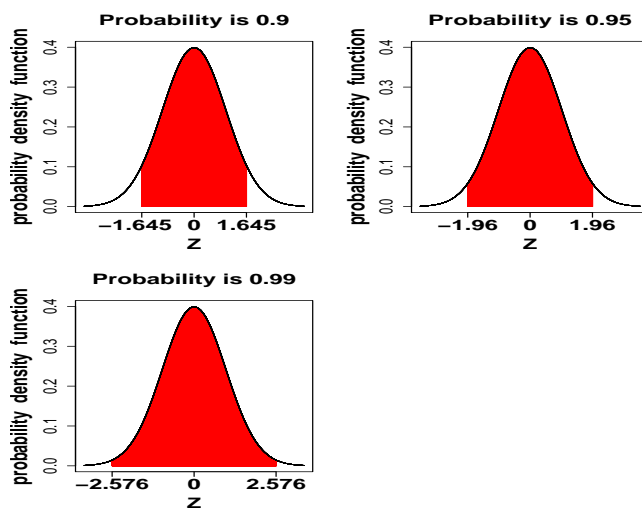 Probability is 0.9
probability density function
0.0 0.1 0.2 0.3 0.4
−1.645 0 1.645
z
Probability is 0.95
probability density function
0.0 0.1 0.2 0.3 0.4
−1.96 0 1.96
z
Probability is 0.99
probability density function
0.0 0.1 0.2 0.3 0.4
−2.576 0 2.576
z